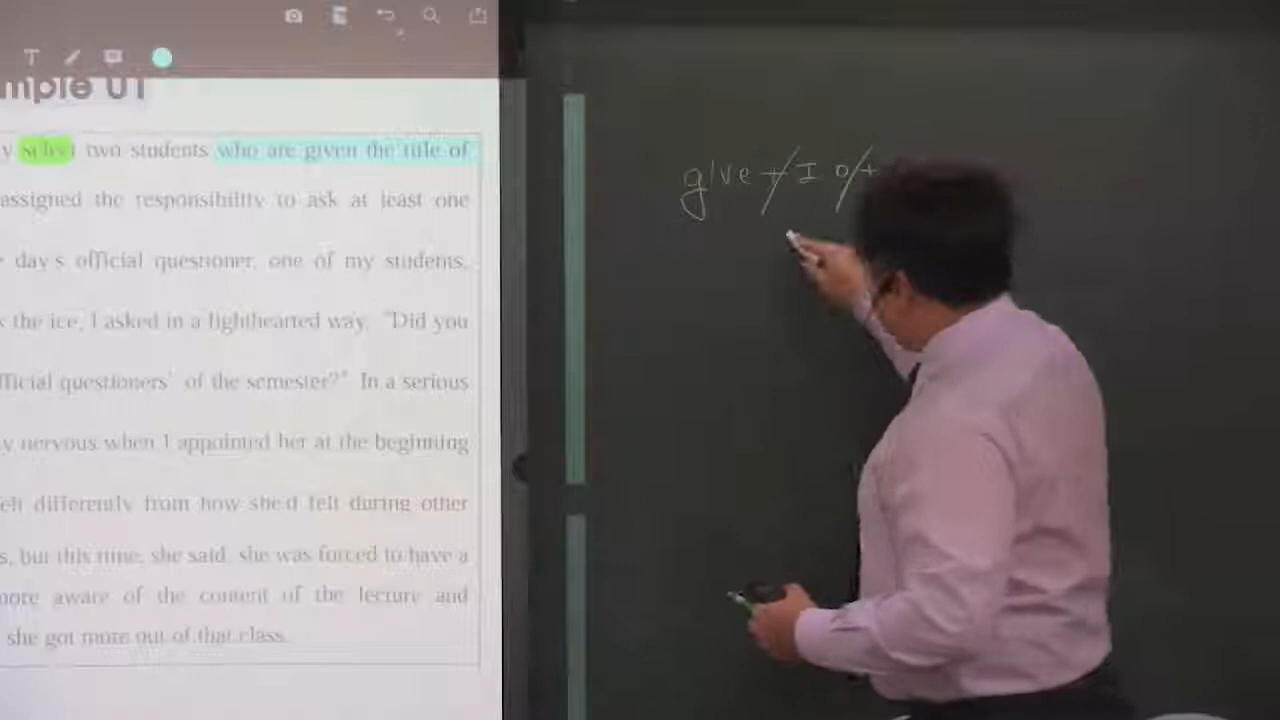 mple 01
y select two students who are given the title of
assigned the responsibility to ask at least one
day's official questioner, one of my students,
the ice, I asked in a lighthearted way, "Did you
fficial questioners' of the semester?" In a serious
y nervous when I appointed her at the beginning
elt differently from how she'd felt during other
s, but this time, she said, she was forced to have a
more aware of the content of the lecture and
she got more out of that class.
give + / I O / +